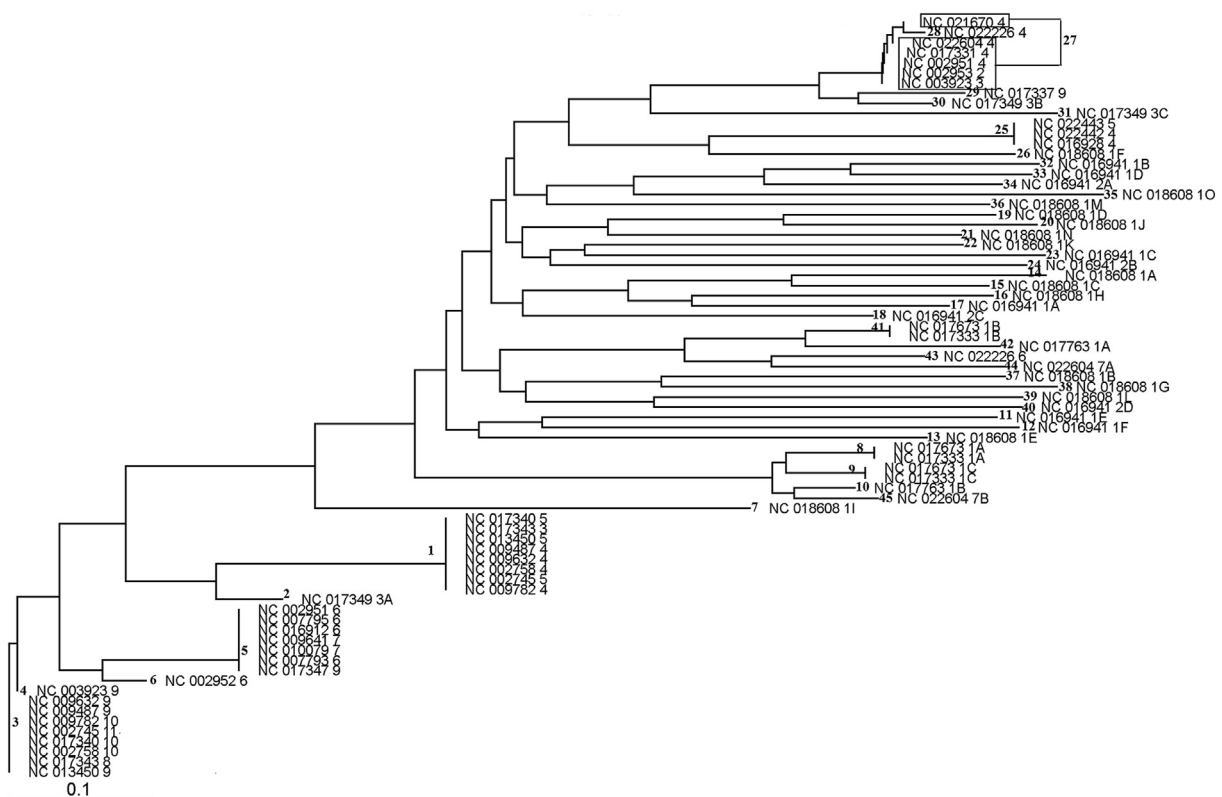 NC 021670 4
27
28 NC 022226 4
NC 022604 4
NC 017331 4
NC 002951 4
NC 002953 2
NC 003923 3
29 NC 017337 9
30 NC 017349 3B
31 NC 017349 3C
NC 022443 5
25 NC 022442 4
NC 016928 4
26 NC 018608 1F
32 NC 016941 1B
33 NC 016941 1D
34 NC 016941 2A
35 NC 018608 1O
36 NC 018608 1M
19 NC 018608 1D
20 NC 018608 1J
21 NC 018608 1N
22 NC 018608 1K
23 NC 016941 1C
24 NC 016941 2B
14 NC 018608 1A
15 NC 018608 1C
16 NC 018608 1H
17 NC 016941 1A
18 NC 016941 2C
41 NC 017673 1B
NC 017333 1B
42 NC 017763 1A
43 NC 022226 6
44 NC 022604 7A
37 NC 018608 1B
38 NC 018608 1G
39 NC 018608 1L
40 NC 016941 2D
11 NC 016941 1E
12 NC 016941 1F
13 NC 018608 1E
8 NC 017673 1A
NC 017333 1A
9 NC 017673 1C
NC 017333 1C
10 NC 017763 1B
45 NC 022604 7B
7 NC 018608 1I
NC 017340 5
NC 017343 3
NC 013450 5
1 NC 009487 4
NC 009632 4
NC 002758 4
NC 002745 5
NC 009782 4
2 NC 017349 3A
NC 002951 6
NC 007795 6
NC 016912 6
NC 009641 7
5 NC 010079 7
NC 007793 6
NC 017347 9
6 NC 002952 6
4 NC 003923 9
NC 009632 9
NC 009487 9
3 NC 009782 10
NC 002745 11
NC 017340 10
NC 002758 10
NC 017343 8
NC 013450 9
0.1